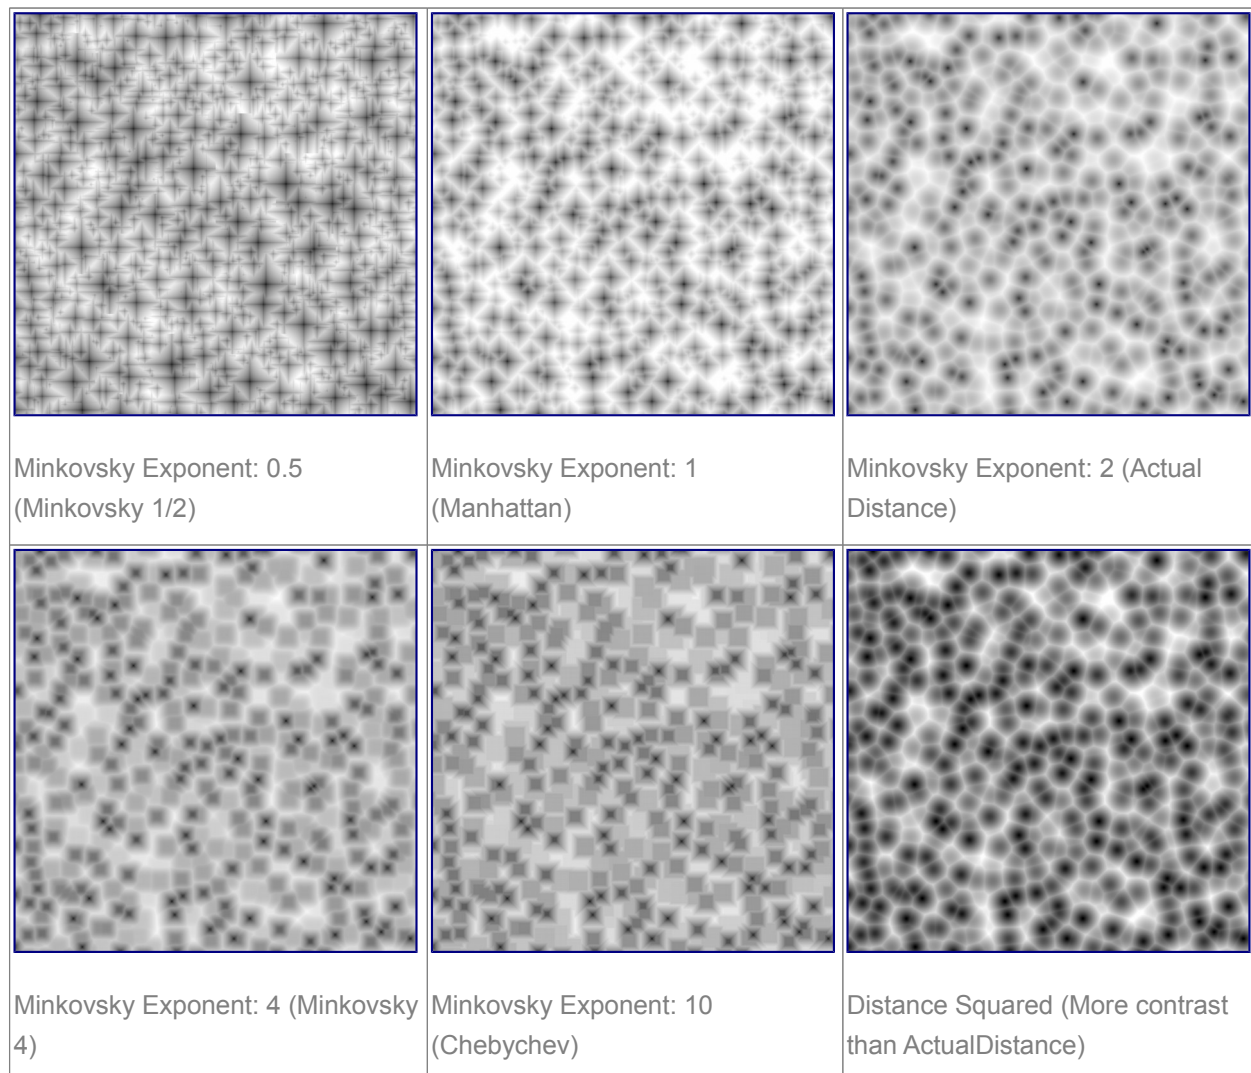 Minkovsky Exponent: 0.5
(Minkovsky 1/2)
Minkovsky Exponent: 1
(Manhattan)
Minkovsky Exponent: 2 (Actual
Distance)
Minkovsky Exponent: 4 (Minkovsky
4)
Minkovsky Exponent: 10
(Chebychev)
Distance Squared (More contrast
than ActualDistance)